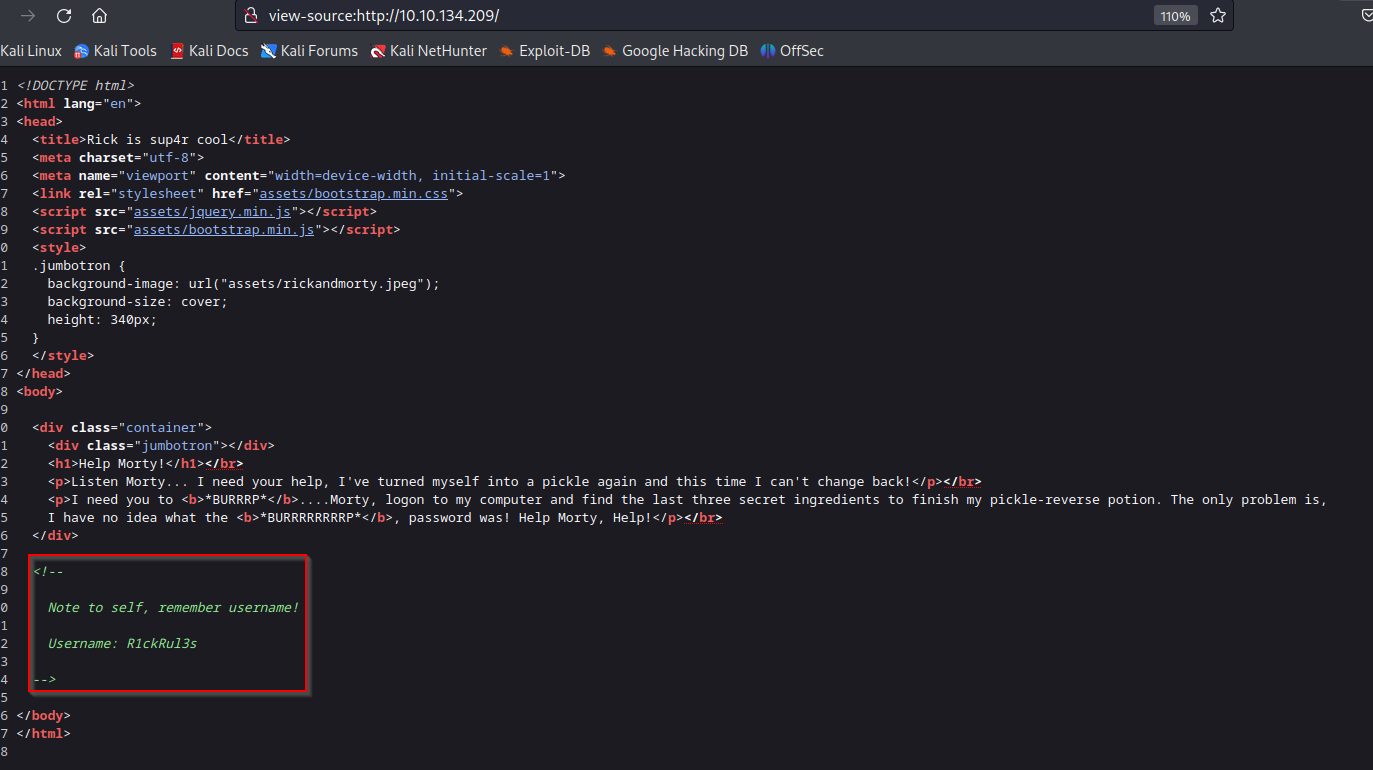 view-source:http://10.10.134.209/ 110%
Kali Linux Kali Tools Kali Docs Kali Forums Kali NetHunter Exploit-DB Google Hacking DB OffSec
1 <!DOCTYPE html>
2 <html lang="en">
3 <head>
4 <title>Rick is sup4r cool</title>
5 <meta charset="utf-8">
6 <meta name="viewport" content="width=device-width, initial-scale=1">
7 <link rel="stylesheet" href="assets/bootstrap.min.css">
8 <script src="assets/jquery.min.js"></script>
9 <script src="assets/bootstrap.min.js"></script>
0 <style>
1 .jumbotron {
2 background-image: url("assets/rickandmorty.jpeg");
3 background-size: cover;
4 height: 340px;
5 }
6 </style>
7 </head>
8 <body>
9
0 <div class="container">
1 <div class="jumbotron"></div>
2 <h1>Help Morty!</h1></br>
3 <p>Listen Morty... I need your help, I've turned myself into a pickle again and this time I can't change back!</p></br>
4 <p>I need you to <b>*BURRRP*</b>....Morty, logon to my computer and find the last three secret ingredients to finish my pickle-reverse potion. The only problem is,
5 I have no idea what the <b>*BURRRRRRRRP*</b>, password was! Help Morty, Help!</p></br>
6 </div>
7
8 <!--
9
0 Note to self, remember username!
1
2 Username: R1ckRul3s
3
4 -->
5
6 </body>
7 </html>
8